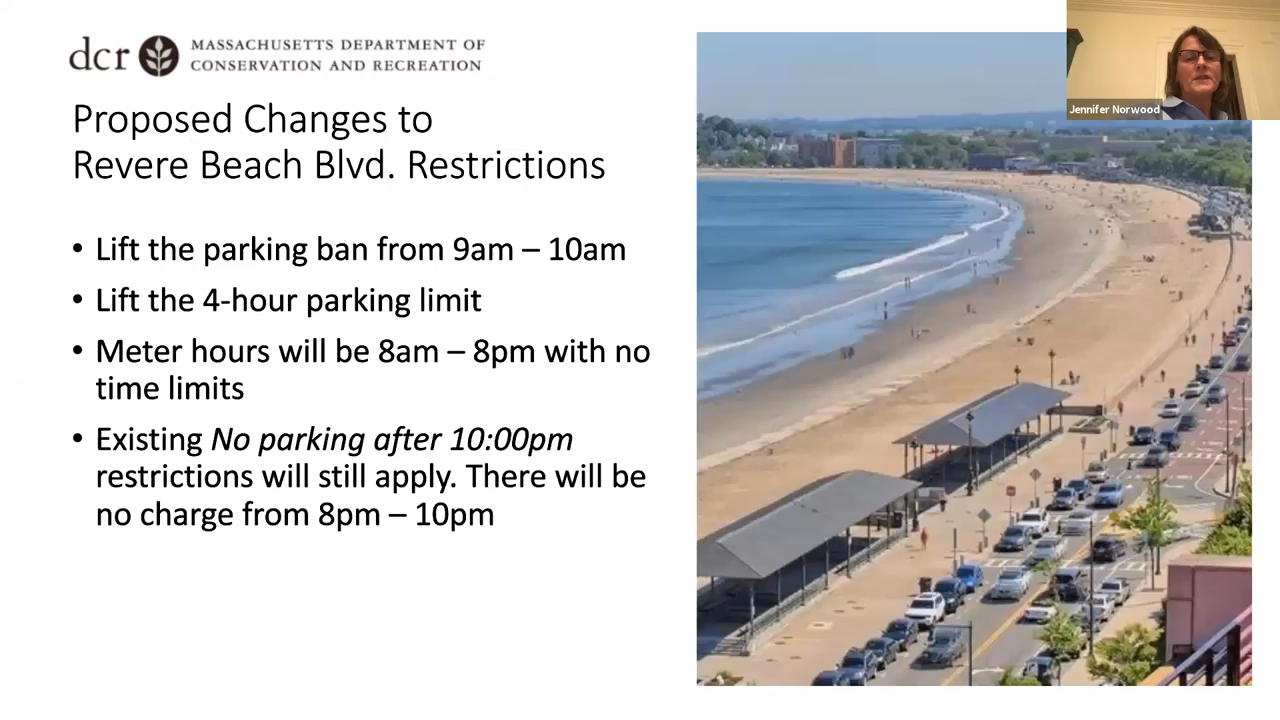 dcr MASSACHUSETTS DEPARTMENT OF
CONSERVATION AND RECREATION
Proposed Changes to
Revere Beach Blvd. Restrictions
• Lift the parking ban from 9am – 10am
• Lift the 4-hour parking limit
• Meter hours will be 8am – 8pm with no
time limits
• Existing No parking after 10:00pm
restrictions will still apply. There will be
no charge from 8pm – 10pm
Jennifer Norwood